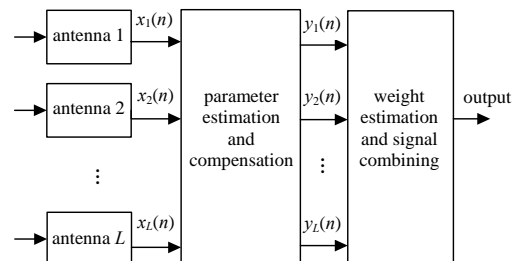 antenna 1
x1(n)
y1(n)
antenna 2
x2(n)
y2(n)
parameter
estimation
and
compensation
weight
estimation
and signal
combining
output
⋮
⋮
antenna L
xL(n)
yL(n)